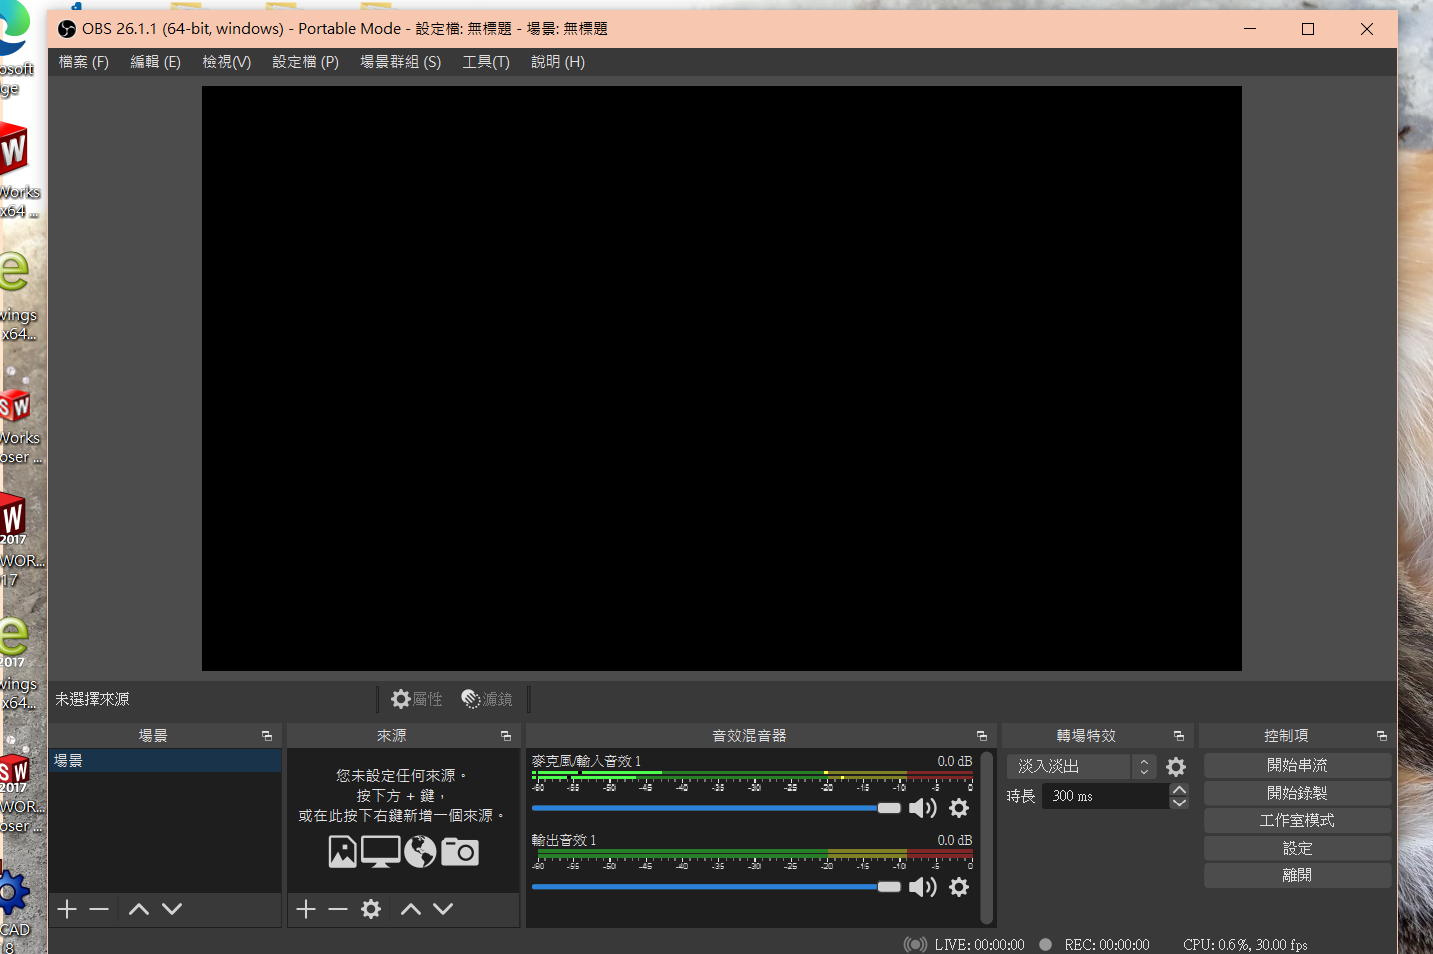 OBS 26.1.1 (64-bit, windows) - Portable Mode - 設定檔: 無標題 - 場景: 無標題
檔案 (F) 編輯 (E) 檢視(V) 設定檔 (P) 場景群組 (S) 工具(T) 說明 (H)
osoft
ge
W
Works
x64 ...
e
wings
x64...
SW
Works
oser ...
W
2017
WOR...
17
e
2017
wings
x64...
SW
2017
WOR...
oser ...
CAD
18
未選擇來源 屬性 濾鏡
場景
場景
來源
您未設定任何來源。
按下方 + 鍵，
或在此按下右鍵新增一個來源。
音效混音器
麥克風/輸入音效 1 0.0 dB
-60 -55 -50 -45 -40 -35 -30 -25 -20 -15 -10 -5 0
輸出音效 1 0.0 dB
-60 -55 -50 -45 -40 -35 -30 -25 -20 -15 -10 -5 0
轉場特效
淡入淡出
時長 300 ms
控制項
開始串流
開始錄製
工作室模式
設定
離開
LIVE: 00:00:00 REC: 00:00:00 CPU: 0.6%, 30.00 fps